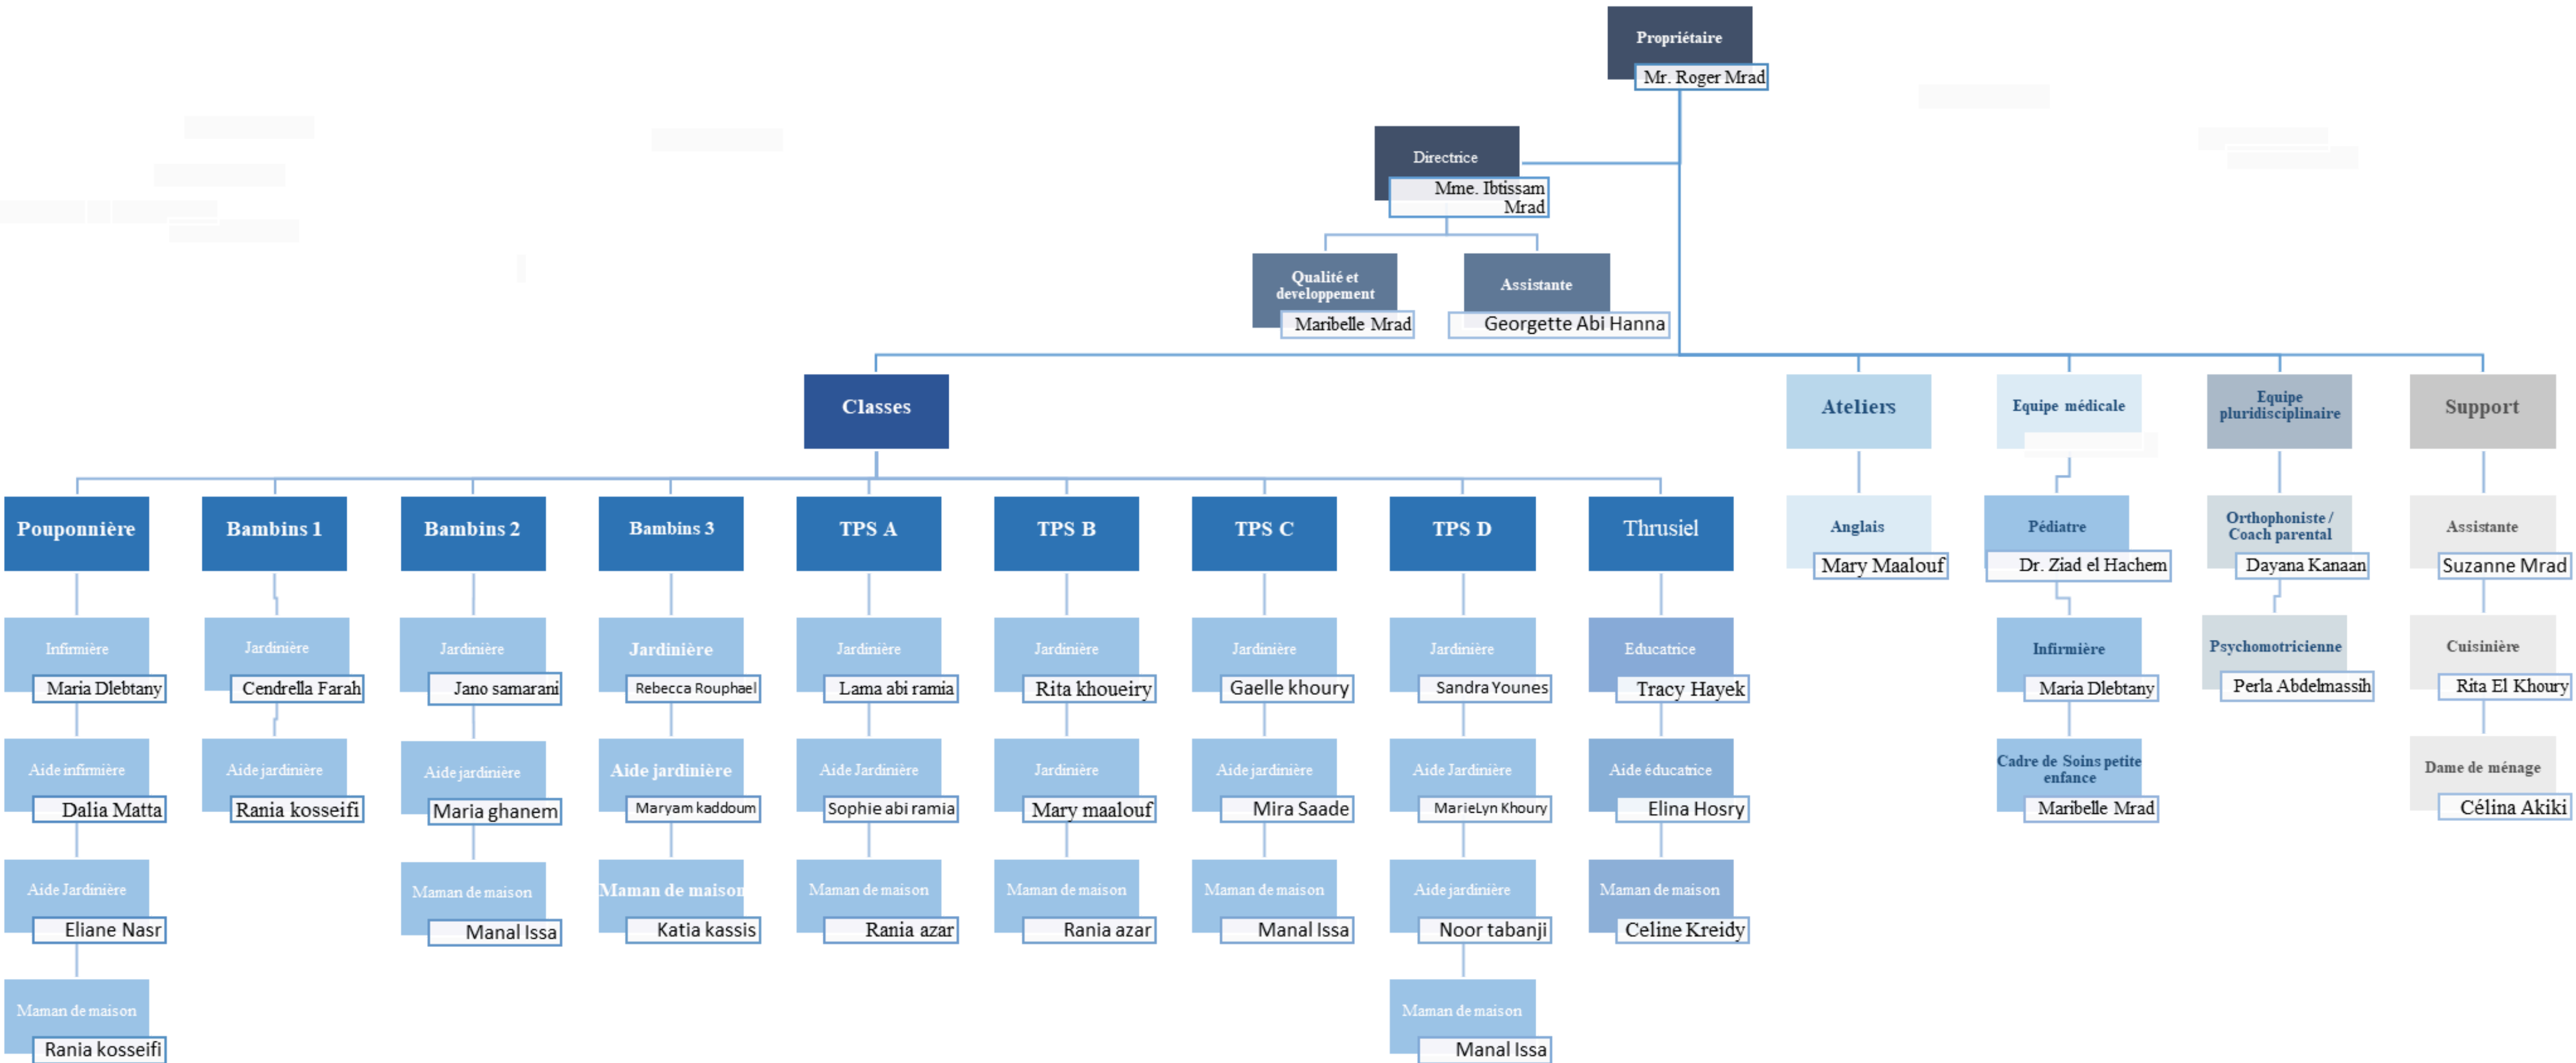 Propriétaire
Mr. Roger Mrad
Directrice
Mme. Ibtissam
Mrad
Qualité et
developpement
Maribelle Mrad
Assistante
Georgette Abi Hanna
Classes
Ateliers
Equipe médicale
Equipe
pluridisciplinaire
Support
Pouponnière
Infirmière
Maria Dlebtany
Aide infirmière
Dalia Matta
Aide Jardinière
Eliane Nasr
Maman de maison
Rania kosseifi
Bambins 1
Jardinière
Cendrella Farah
Aide jardinière
Rania kosseifi
Bambins 2
Jardinière
Jano samarani
Aide jardinière
Maria ghanem
Maman de maison
Manal Issa
Bambins 3
Jardinière
Rebecca Rouphael
Aide jardinière
Maryam kaddoum
Maman de maison
Katia kassis
TPS A
Jardinière
Lama abi ramia
Aide Jardinière
Sophie abi ramia
Maman de maison
Rania azar
TPS B
Jardinière
Rita khoueiry
Jardinière
Mary maalouf
Maman de maison
Rania azar
TPS C
Jardinière
Gaelle khoury
Aide jardinière
Mira Saade
Maman de maison
Manal Issa
TPS D
Jardinière
Sandra Younes
Aide Jardinière
MarieLyn Khoury
Aide jardinière
Noor tabanji
Maman de maison
Manal Issa
Thrusiel
Educatrice
Tracy Hayek
Aide éducatrice
Elina Hosry
Maman de maison
Celine Kreidy
Anglais
Mary Maalouf
Pédiatre
Dr. Ziad el Hachem
Infirmière
Maria Dlebtany
Cadre de Soins petite
enfance
Maribelle Mrad
Orthophoniste /
Coach parental
Dayana Kanaan
Psychomotricienne
Perla Abdelmassih
Assistante
Suzanne Mrad
Cuisinière
Rita El Khoury
Dame de ménage
Célina Akiki